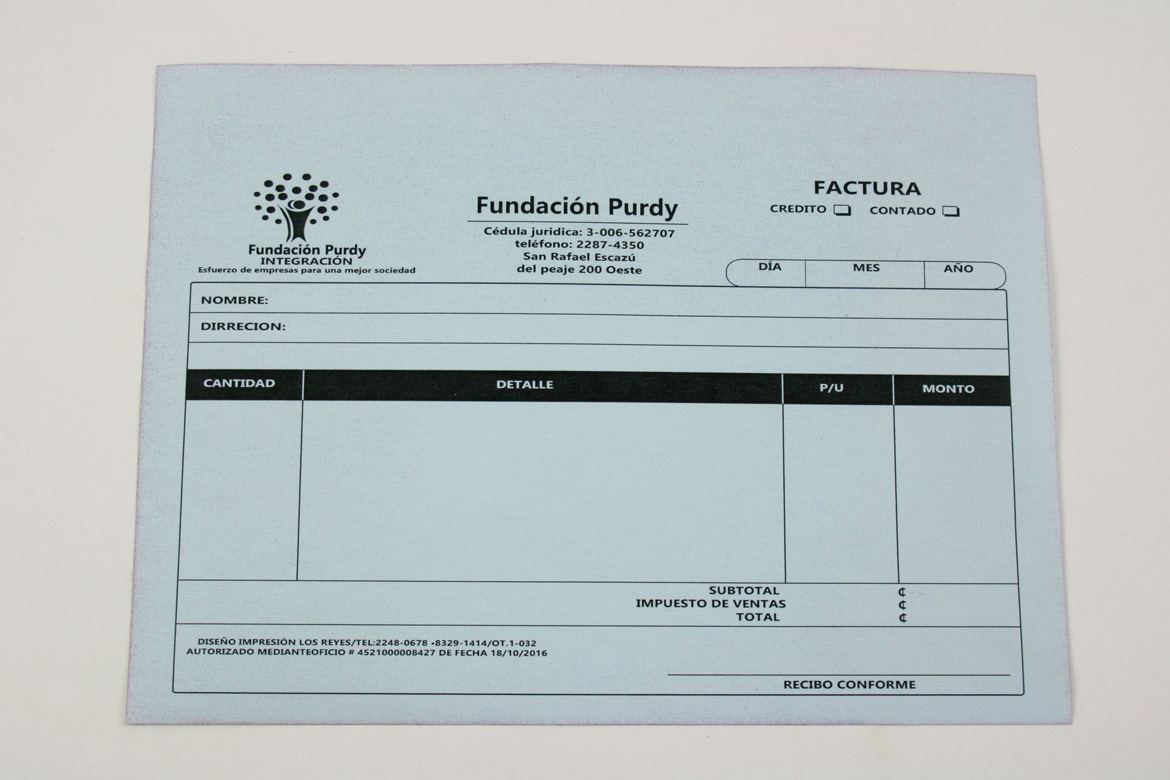 FACTURA
CREDITO CONTADO
Fundación Purdy
Cédula juridica: 3-006-562707
teléfono: 2287-4350
San Rafael Escazú
del peaje 200 Oeste
Fundación Purdy
INTEGRACIÓN
Esfuerzo de empresas para una mejor sociedad
DÍA MES AÑO
NOMBRE:
DIRRECION:
CANTIDAD DETALLE P/U MONTO
SUBTOTAL ₡
IMPUESTO DE VENTAS ₡
TOTAL ₡
DISEÑO IMPRESIÓN LOS REYES/TEL:2248-0678 •8329-1414/OT.1-032
AUTORIZADO MEDIANTEOFICIO # 4521000008427 DE FECHA 18/10/2016
RECIBO CONFORME